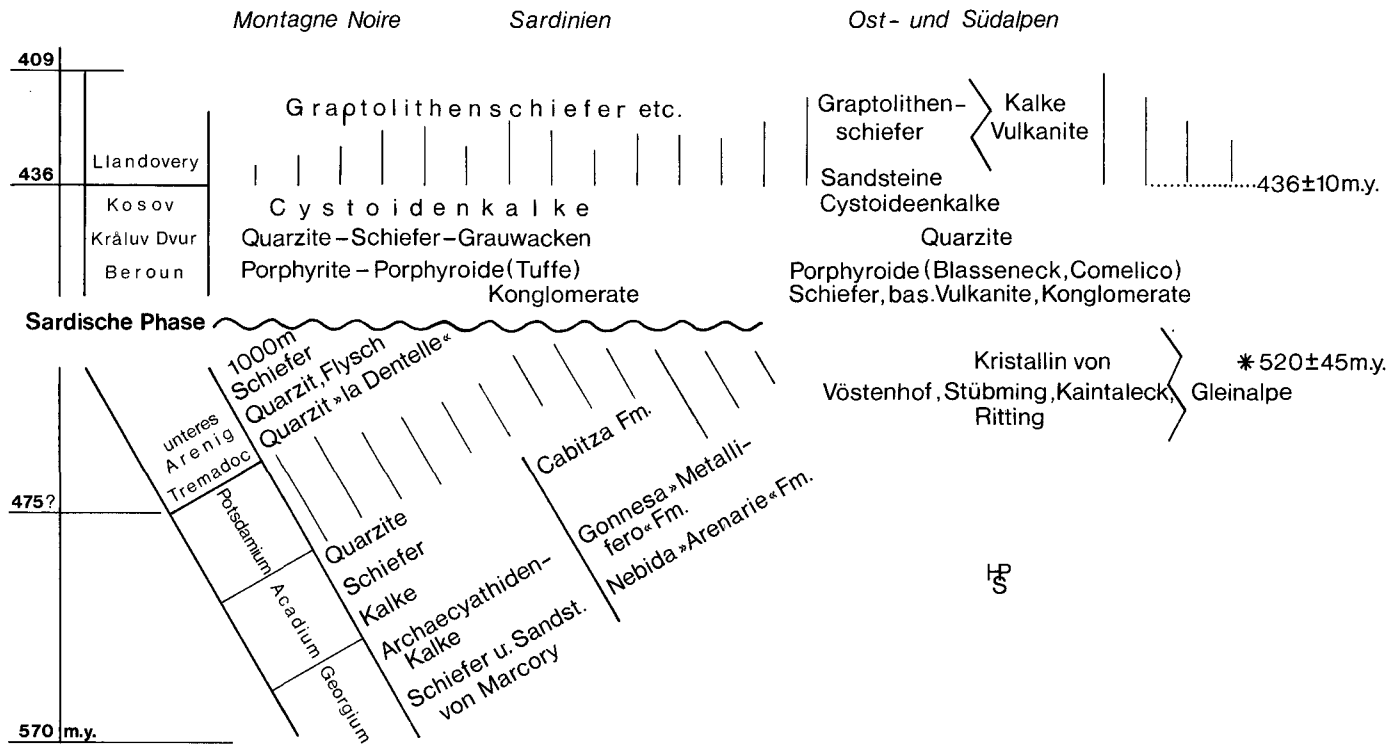 Montagne Noire
Sardinien
Ost- und Südalpen
409
Graptolithenschiefer etc.
Graptolithen-
schiefer
Kalke
Vulkanite
Llandovery
436
Sandsteine
436±10m.y.
Kosov
Cystoidenkalke
Cystoideenkalke
Kråluv Dvur
Quarzite–Schiefer–Grauwacken
Quarzite
Beroun
Porphyrite–Porphyroide(Tuffe)
Porphyroide(Blasseneck,Comelico)
Konglomerate
Schiefer,bas.Vulkanite,Konglomerate
Sardische Phase
1000m
Schiefer
Quarzit,Flysch
Quarzit»la Dentelle«
Kristallin von
*520±45m.y.
Vöstenhof,Stübming,Kaintaleck,
Gleinalpe
Ritting
unteres
Arenig
Tremadoc
475?
Potsdamium
Acadium
Georgium
Quarzite
Schiefer
Kalke
Archaecyathiden-
Kalke
Schiefer u. Sandst.
von Marcory
Cabitza Fm.
Gonnesa»Metalli-
fero«Fm.
Nebida»Arenarie«Fm.
HPS
570 m.y.